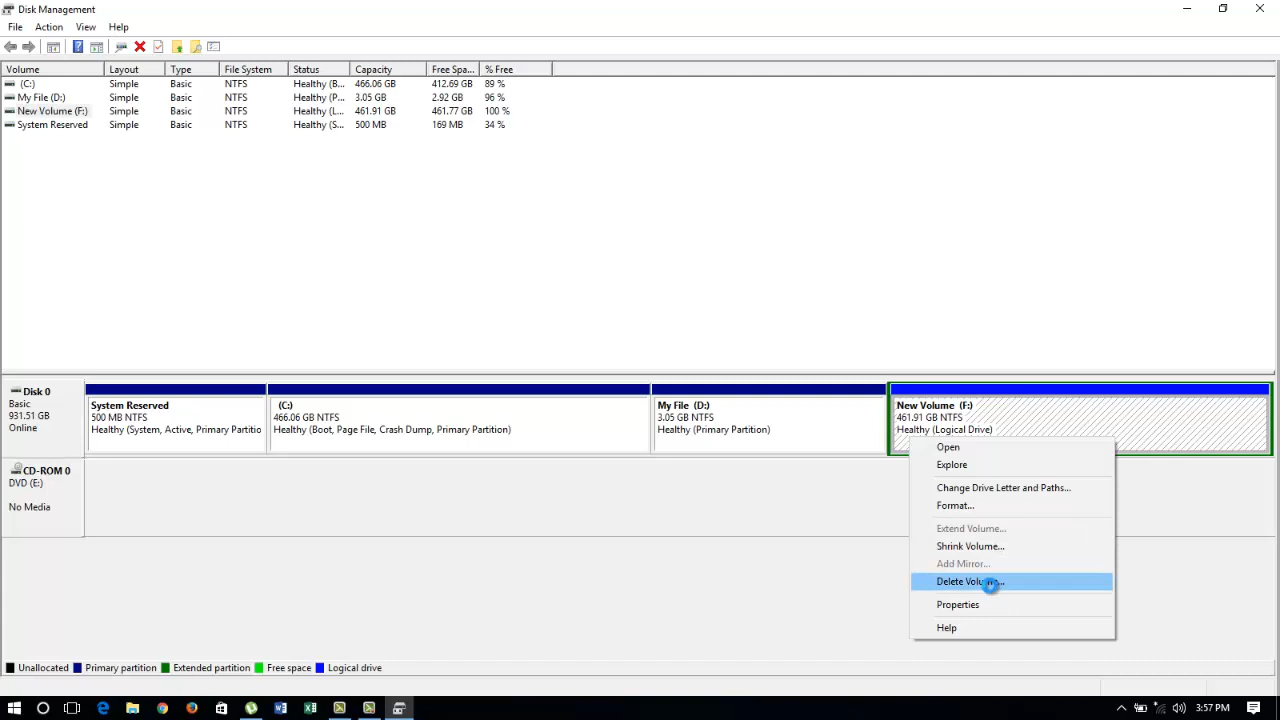 Disk Management
File Action View Help
Volume Layout Type File System Status Capacity Free Spa... % Free
(C:) Simple Basic NTFS Healthy (B... 466.06 GB 412.69 GB 89 %
My File (D:) Simple Basic NTFS Healthy (P... 3.05 GB 2.92 GB 96 %
New Volume (F:) Simple Basic NTFS Healthy (L... 461.91 GB 461.77 GB 100 %
System Reserved Simple Basic NTFS Healthy (S... 500 MB 169 MB 34 %
Disk 0
Basic
931.51 GB
Online
System Reserved
500 MB NTFS
Healthy (System, Active, Primary Partitio
(C:)
466.06 GB NTFS
Healthy (Boot, Page File, Crash Dump, Primary Partition)
My File (D:)
3.05 GB NTFS
Healthy (Primary Partition)
New Volume (F:)
461.91 GB NTFS
Healthy (Logical Drive)
CD-ROM 0
DVD (E:)
No Media
Open
Explore
Change Drive Letter and Paths...
Format...
Extend Volume...
Shrink Volume...
Add Mirror...
Delete Volume...
Properties
Help
Unallocated Primary partition Extended partition Free space Logical drive
3:57 PM